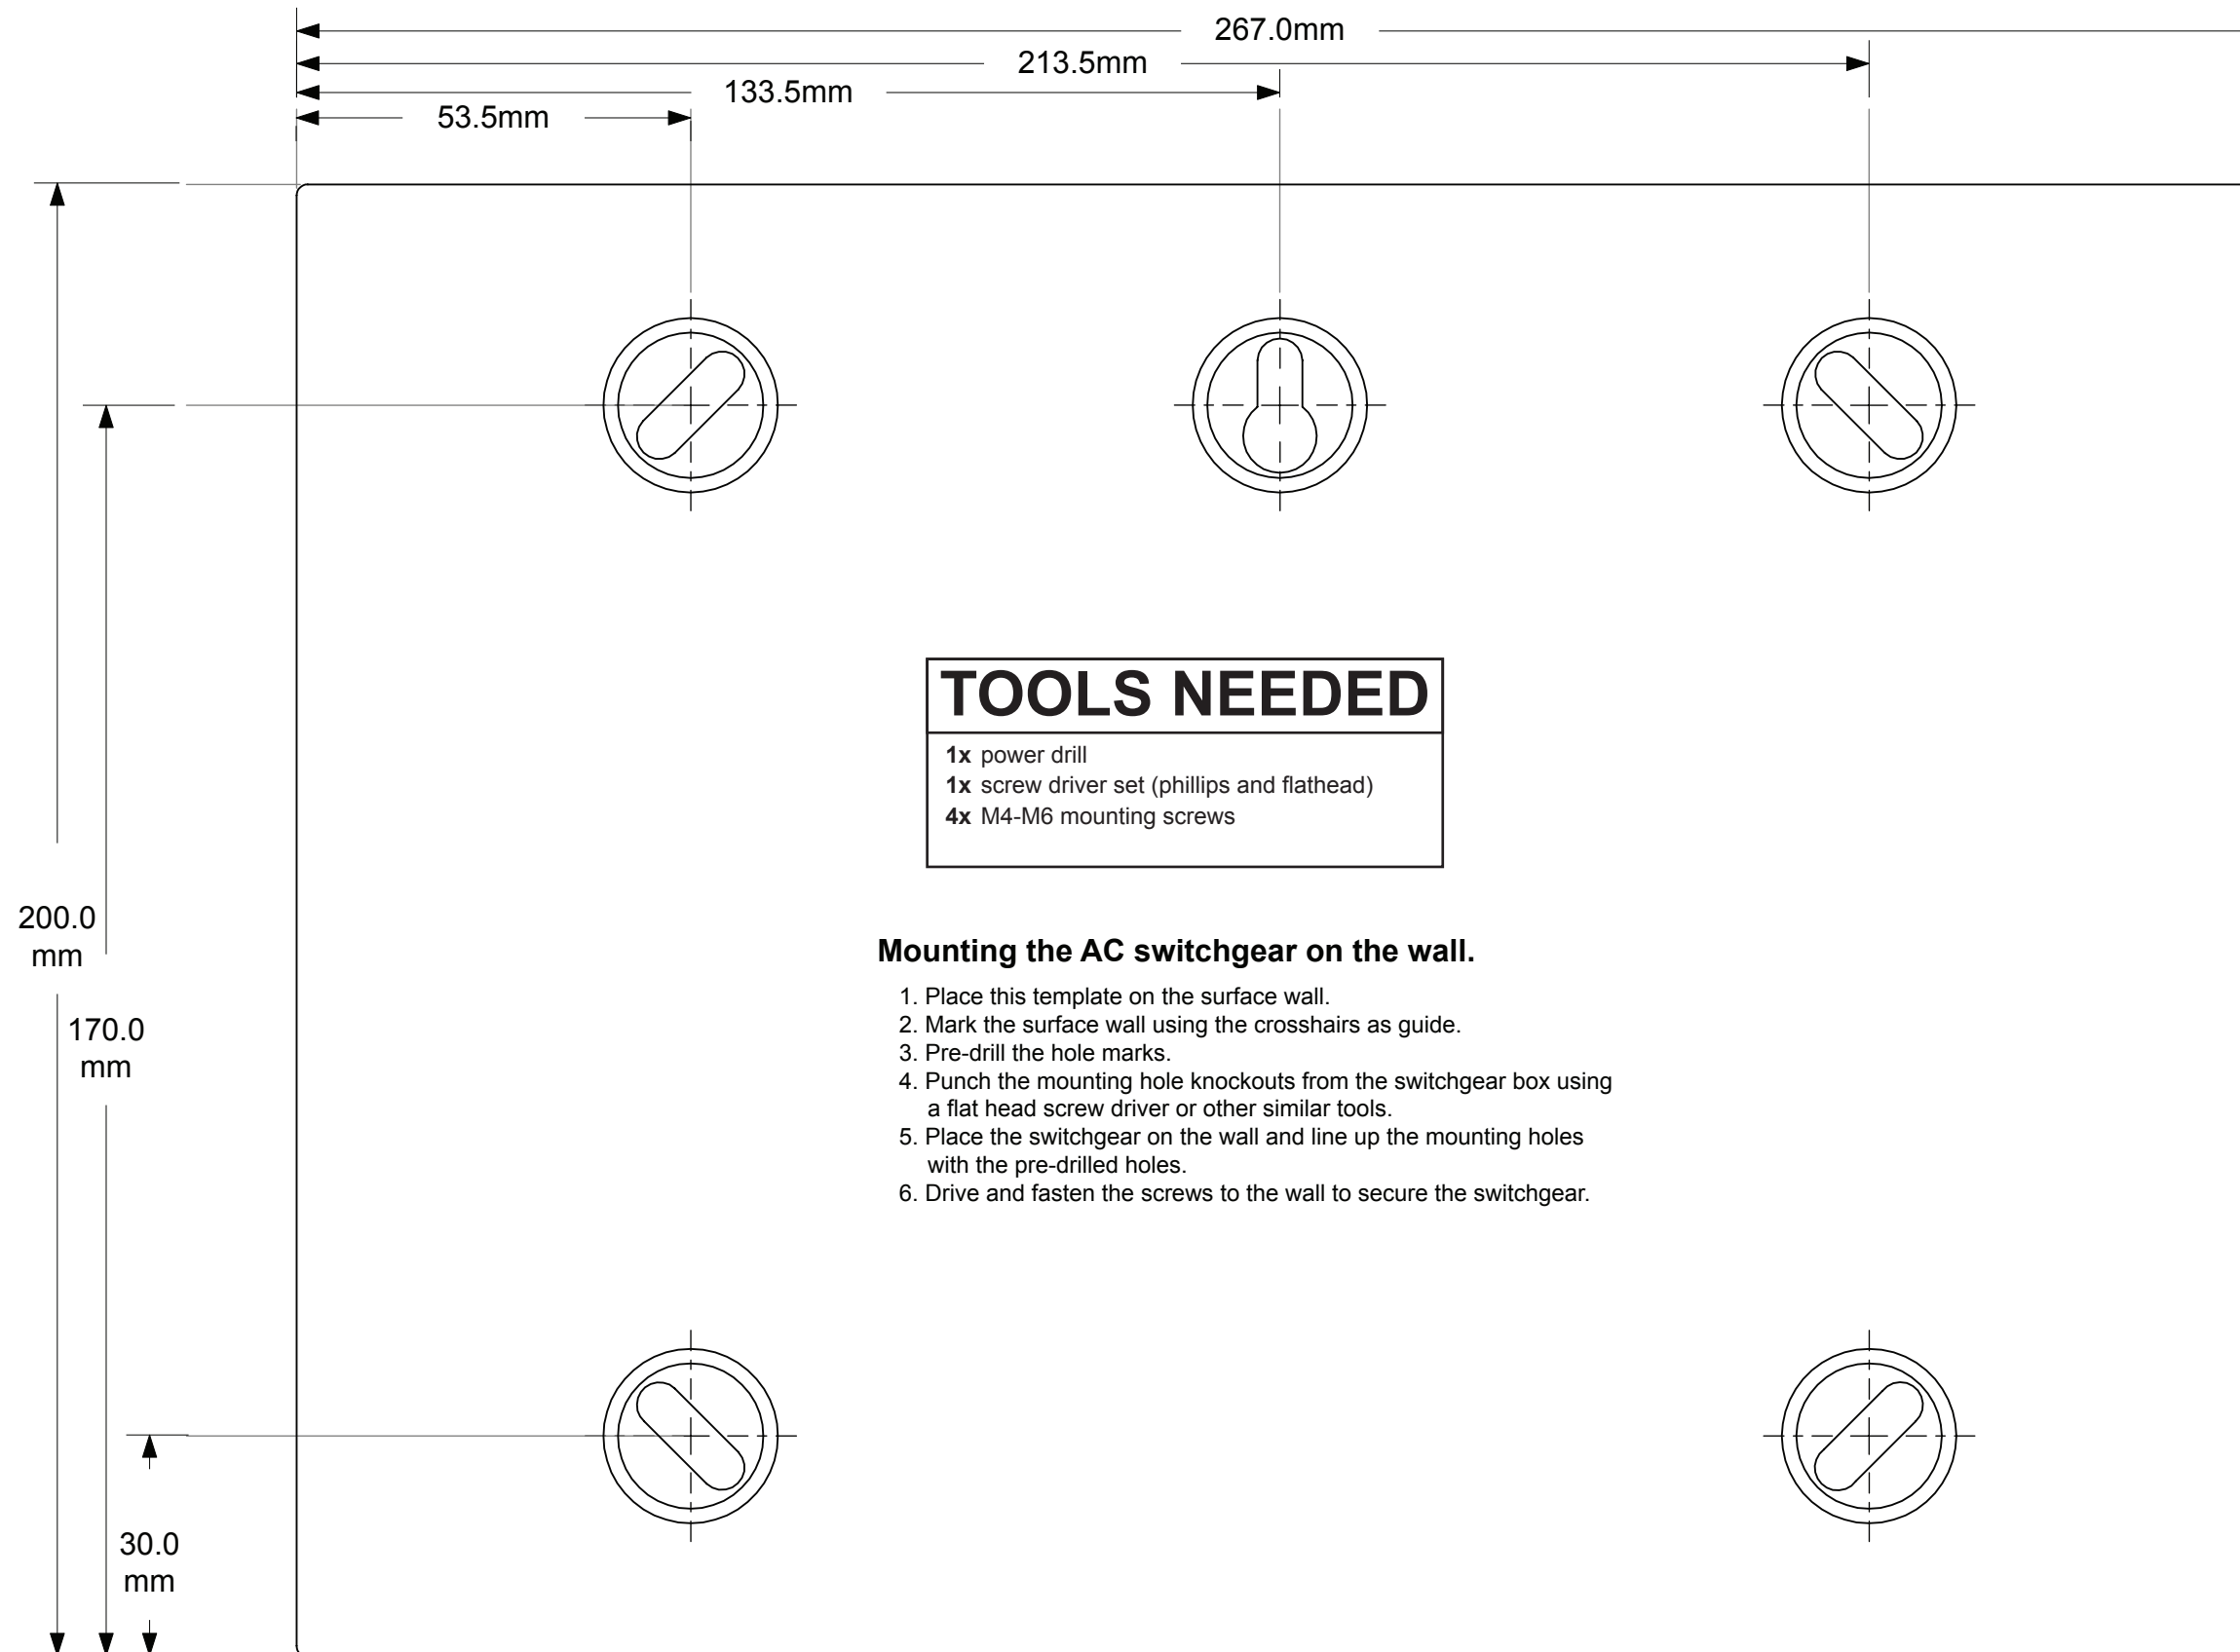 267.0mm
213.5mm
133.5mm
53.5mm
TOOLS NEEDED
1x power drill
1x screw driver set (phillips and flathead)
4x M4-M6 mounting screws
200.0
mm
Mounting the AC switchgear on the wall.
1. Place this template on the surface wall.
170.0
mm
2. Mark the surface wall using the crosshairs as guide.
3. Pre-drill the hole marks.
4. Punch the mounting hole knockouts from the switchgear box using
a flat head screw driver or other similar tools.
5. Place the switchgear on the wall and line up the mounting holes
with the pre-drilled holes.
6. Drive and fasten the screws to the wall to secure the switchgear.
30.0
mm